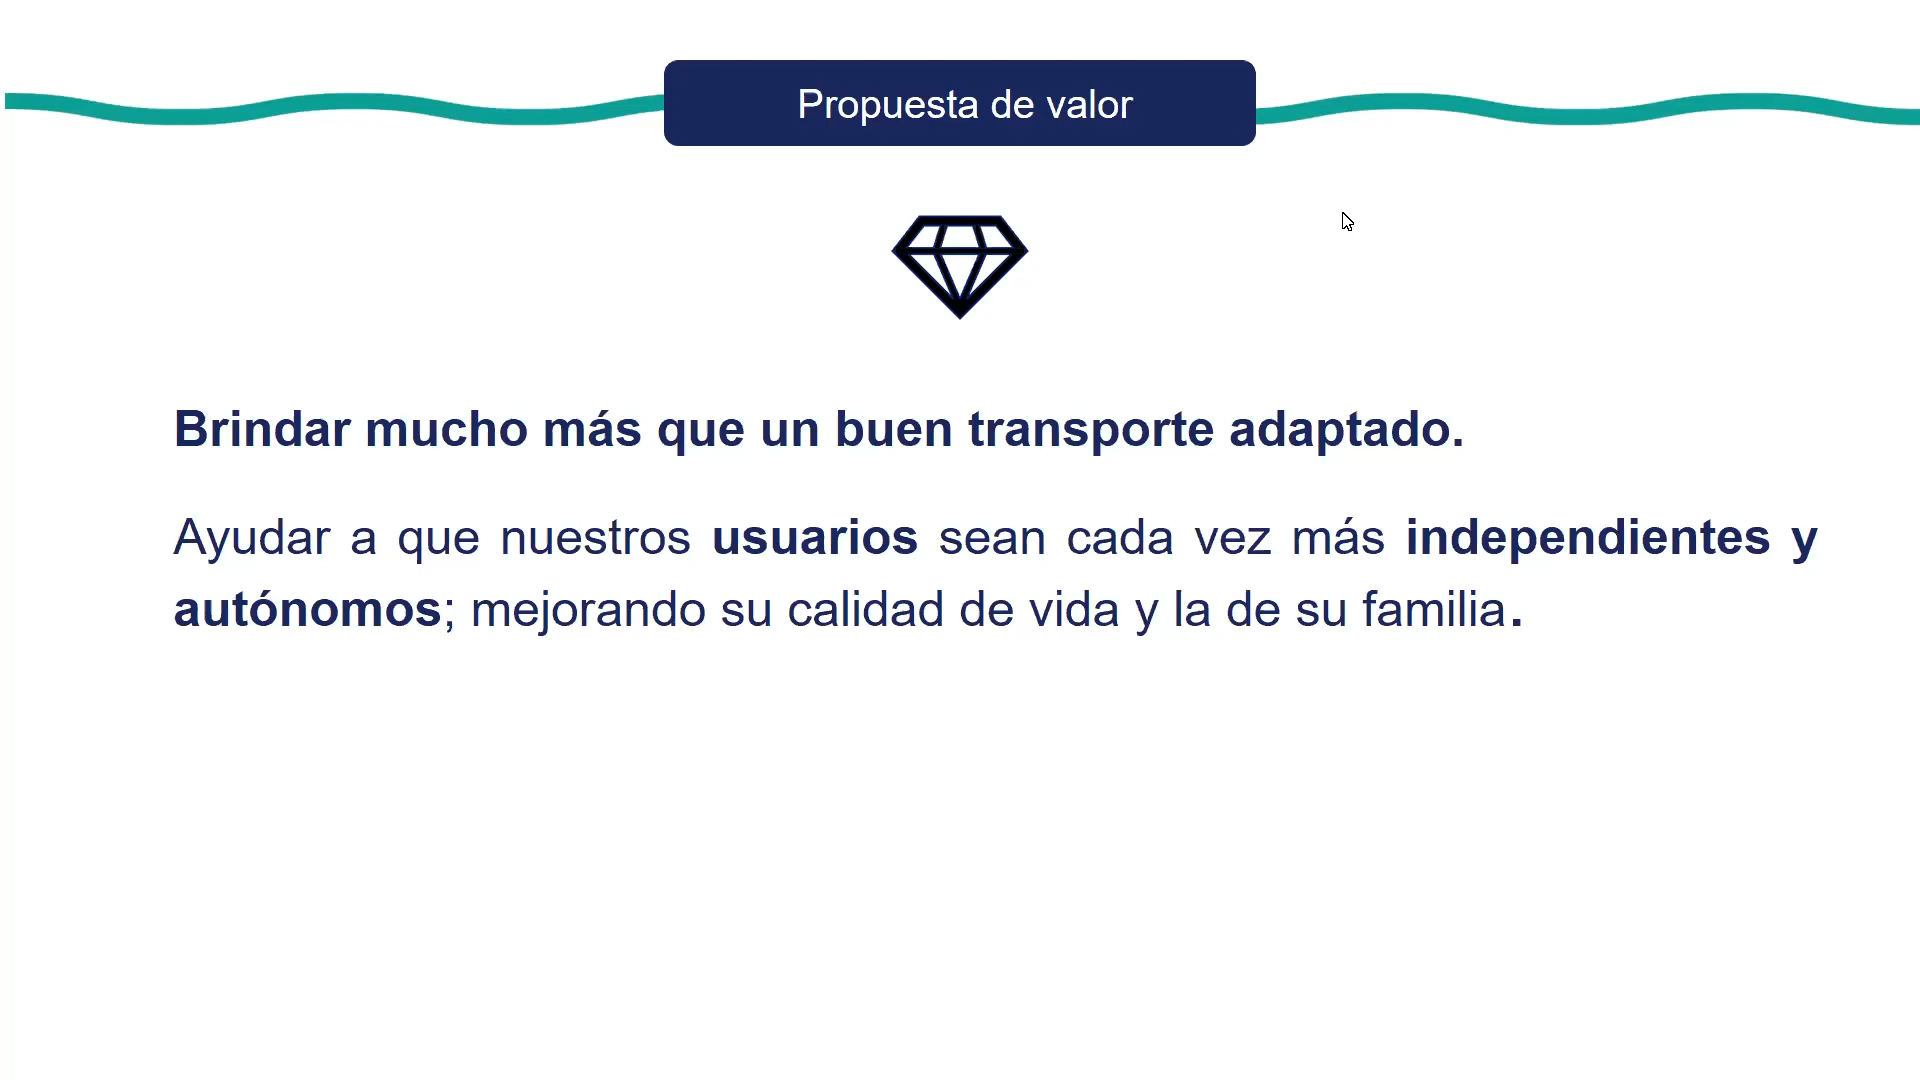 Propuesta de valor
Brindar mucho más que un buen transporte adaptado.
Ayudar a que nuestros usuarios sean cada vez más independientes y
autónomos; mejorando su calidad de vida y la de su familia.